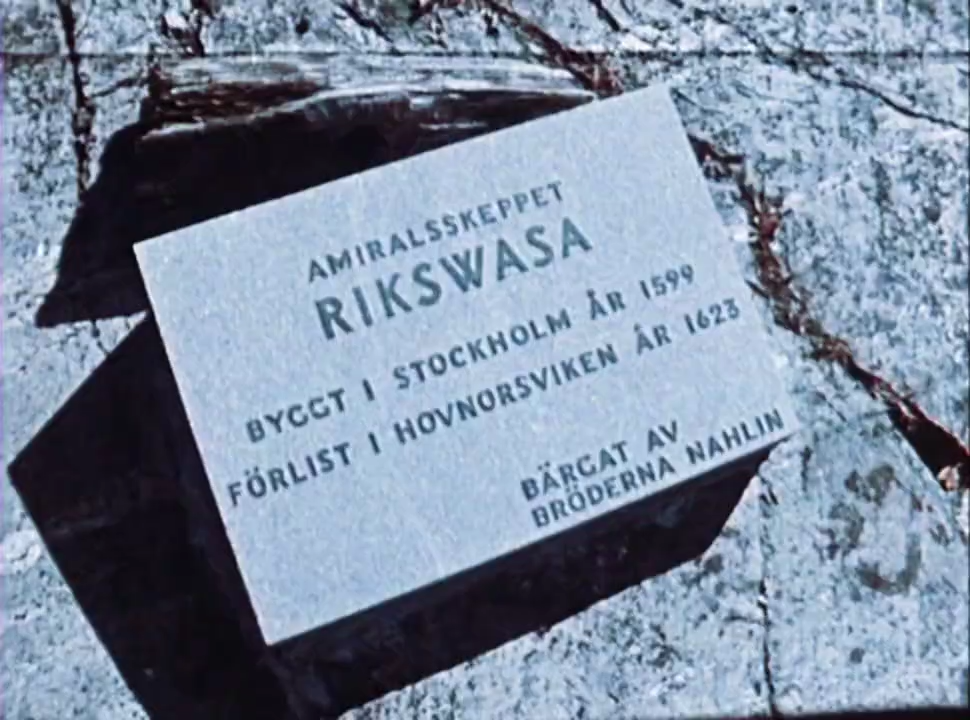 AMIRALSSKEPPET
RIKSWASA
BYGGT I STOCKHOLM ÅR 1599
FÖRLIST I HOVNORSVIKEN ÅR 1623
BÄRGAT AV
BRÖDERNA NAHLIN